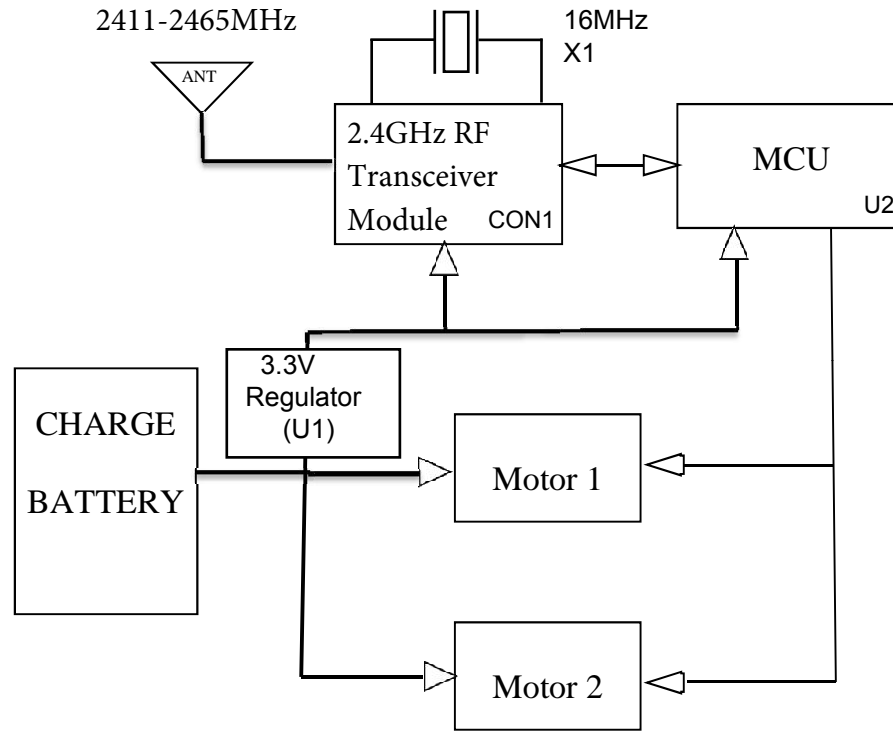 2411-2465MHz
ANT
16MHz
X1
2.4GHz RF
Transceiver
Module
CON1
MCU
U2
3.3V
Regulator
(U1)
CHARGE
BATTERY
Motor 1
Motor 2